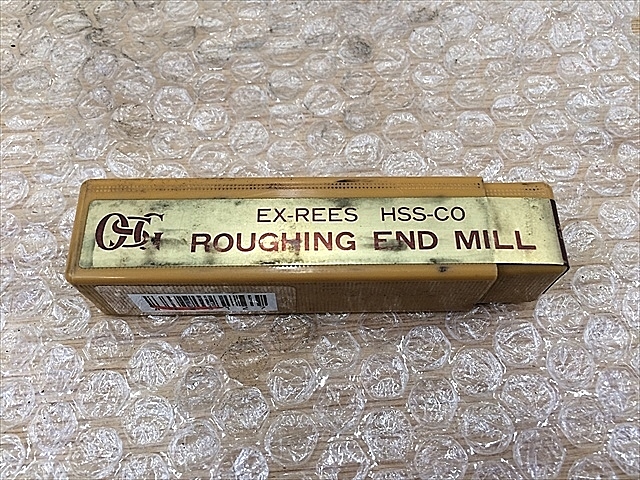 OSG EX-REES HSS-CO
ROUGHING END MILL